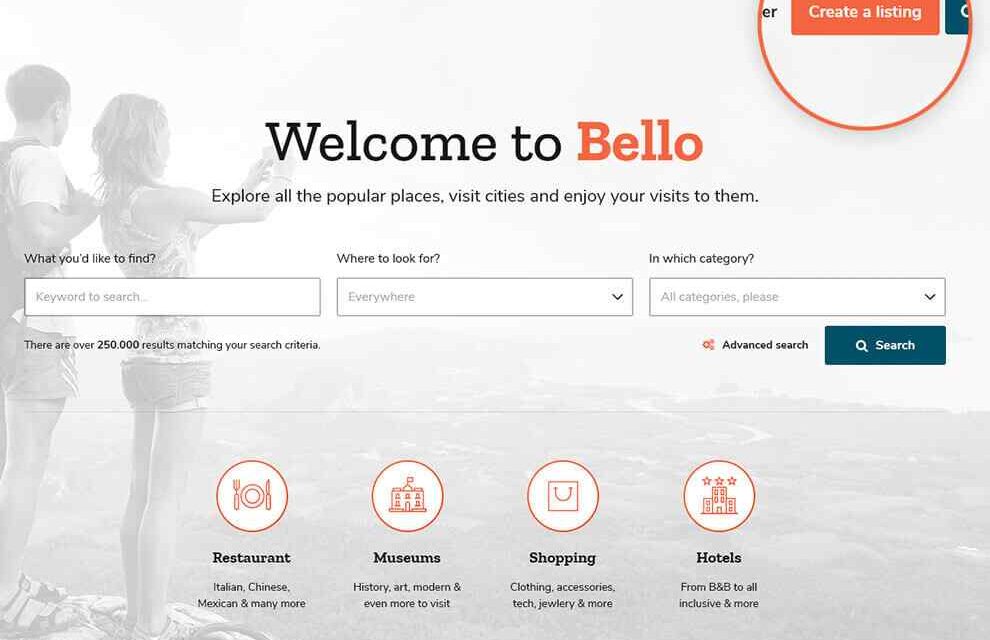 er Create a listing
Welcome to Bello
Explore all the popular places, visit cities and enjoy your visits to them.
What you'd like to find? Where to look for? In which category?
Keyword to search... Everywhere All categories, please
There are over 250.000 results matching your search criteria. Advanced search Search
Restaurant Museums Shopping Hotels
Italian, Chinese, History, art, modern & Clothing, accessories, From B&B to all
Mexican & many more even more to visit tech, jewlery & more inclusive & more